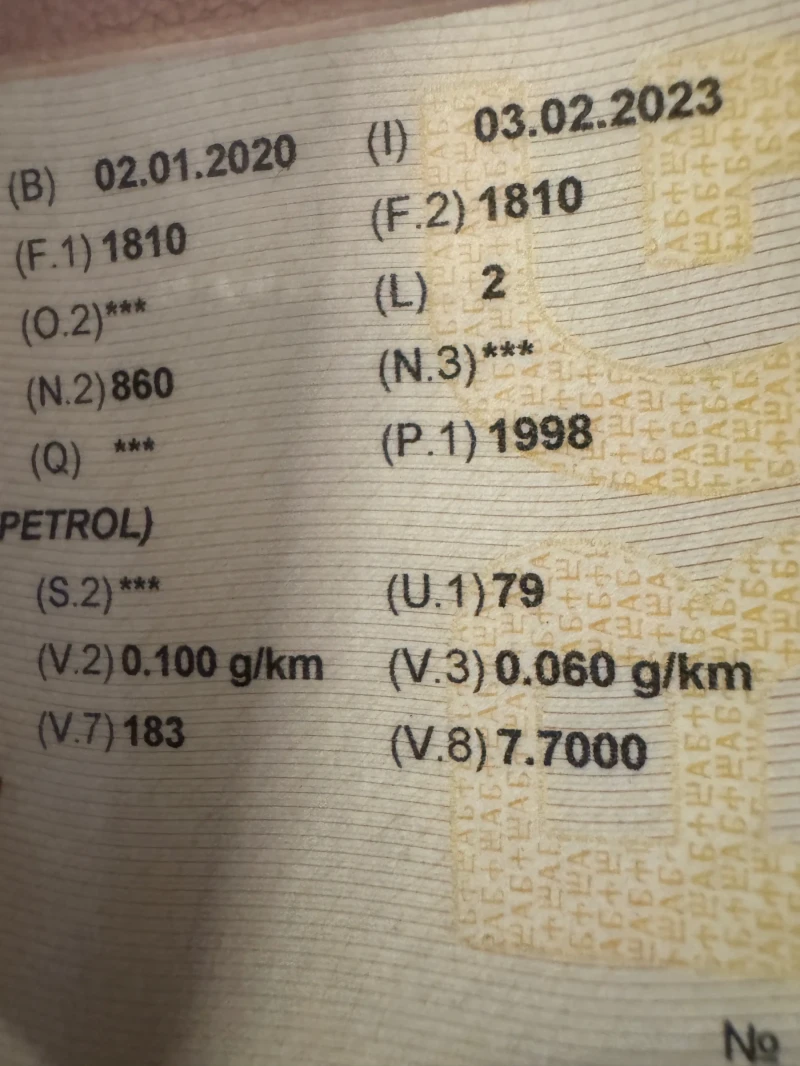 (B) 02.01.2020 (I) 03.02.2023
(F.1) 1810 (F.2) 1810
(O.2)*** (L) 2
(N.2) 860 (N.3)***
(Q) *** (P.1) 1998
PETROL)
(S.2)*** (U.1) 79
(V.2) 0.100 g/km (V.3) 0.060 g/km
(V.7) 183 (V.8) 7.7000
№